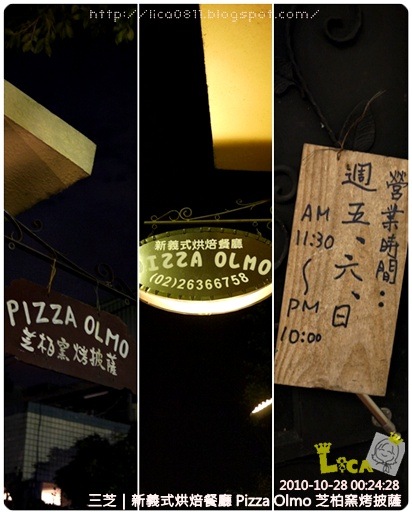 http://lica0811.blogspot.com/
PIZZA OLMO
芝柏窯烤披薩
新義式烘焙餐廳
PIZZA OLMO
(02)26366758
營業時間：
週五、六、日
AM
11:30
～
PM
10:00
LiCA
2010-10-28 00:24:28
三芝 | 新義式烘焙餐廳 Pizza Olmo 芝柏窯烤披薩